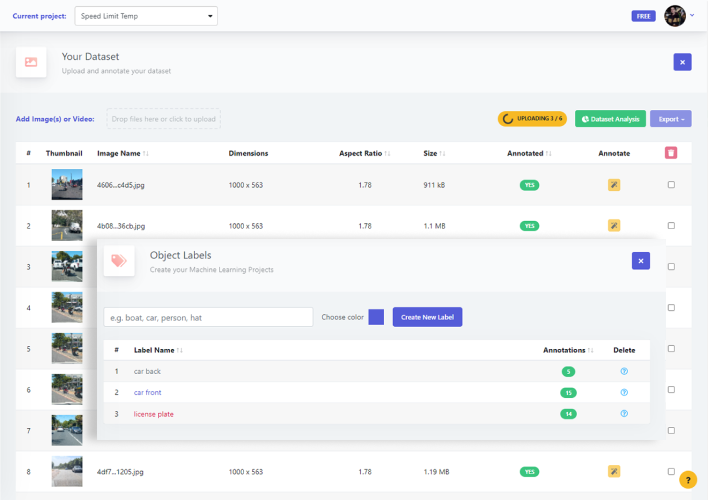 Current project: Speed Limit Temp FREE
Your Dataset
Upload and annotate your dataset
Add Image(s) or Video: Drop files here or click to upload UPLOADING 3 / 6 Dataset Analysis Export
# Thumbnail Image Name Dimensions Aspect Ratio Size Annotated Annotate
1 4606...c4d5.jpg 1000 x 563 1.78 911 kB YES
2 4b08...36cb.jpg 1000 x 563 1.78 1.1 MB YES
3
4
5
6
7
Object Labels
Create your Machine Learning Projects
e.g. boat, car, person, hat Choose color Create New Label
# Label Name Annotations Delete
1 car back 5
2 car front 15
3 license plate 14
8 4df7...1205.jpg 1000 x 563 1.78 1.19 MB YES
?